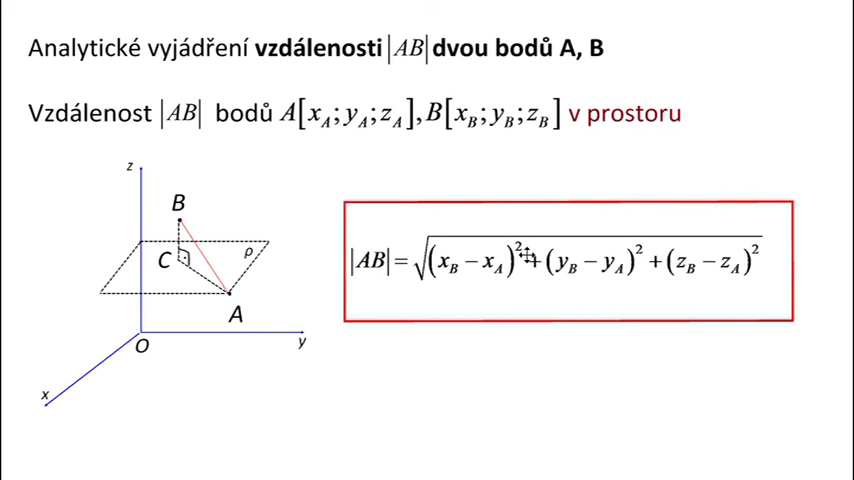 Analytické vyjádření vzdálenosti |AB| dvou bodů A, B
Vzdálenost |AB| bodů A[x_A; y_A; z_A], B[x_B; y_B; z_B] v prostoru
z
B
ρ
C
|AB| = √((x_B − x_A)² + (y_B − y_A)² + (z_B − z_A)²)
A
O
y
x